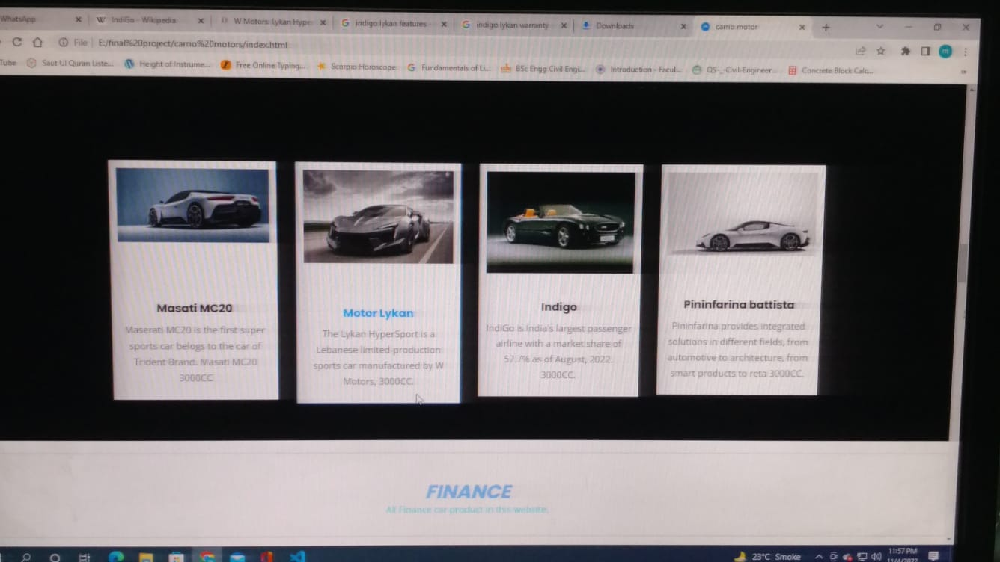 WhatsApp
IndiGo - Wikipedia
W Motors: Lykan Hype
indigo lykan features
indigo lykan warranty
Downloads
carrio motor
File
E:/final%20project/carrio%20motors/index.html
Tube
Saut Ul Quran Liste...
Height of Instrume...
Free Online Typing...
Scorpio Horoscope
Fundamentals of Li...
BSc Engg Civil Engi...
Introduction - Facul...
QS-_-Civil-Engineer...
Concrete Block Calc...
Masati MC20
Maserati MC20 is the first super
sports car belogs to the car of
Trident Brand. Masati MC20
3000CC
Motor Lykan
The Lykan HyperSport is a
Lebanese limited-production
sports car manufactured by W
Motors, 3000CC.
Indigo
IndiGo is India's largest passenger
airline with a market share of
57.7% as of August, 2022.
3000CC.
Pininfarina battista
Pininfarina provides integrated
solutions in different fields, from
automotive to architecture, from
smart products to reta 3000CC.
FINANCE
All Finance car product in this website.
23°C Smoke
11:57 PM
11/4/2022